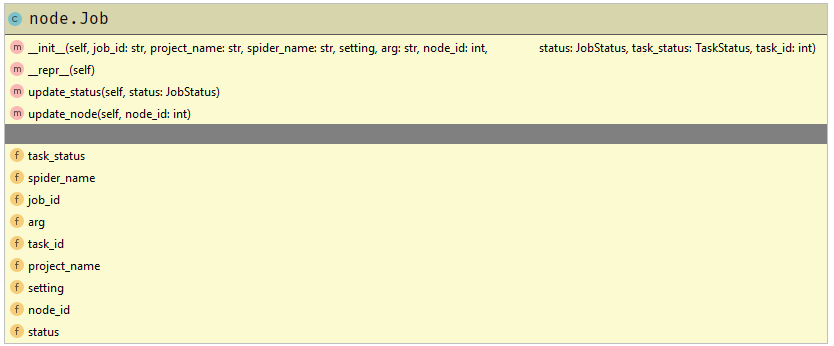 c node.Job
m __init__(self, job_id: str, project_name: str, spider_name: str, setting, arg: str, node_id: int, status: JobStatus, task_status: TaskStatus, task_id: int)
m __repr__(self)
m update_status(self, status: JobStatus)
m update_node(self, node_id: int)
f task_status
f spider_name
f job_id
f arg
f task_id
f project_name
f setting
f node_id
f status